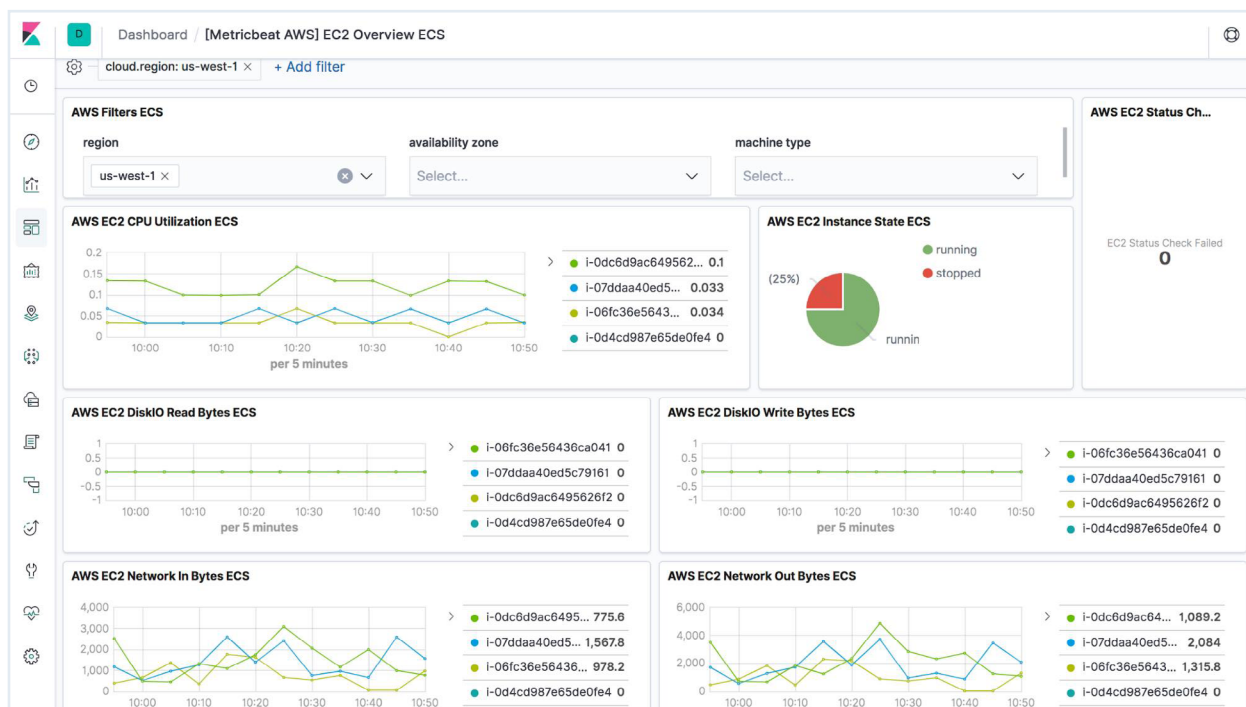 D Dashboard / [Metricbeat AWS] EC2 Overview ECS
cloud.region: us-west-1 × + Add filter
AWS Filters ECS
region
availability zone
machine type
us-west-1 ×
Select...
Select...
AWS EC2 Status Ch...
EC2 Status Check Failed
0
AWS EC2 CPU Utilization ECS
0.2
0.15
0.1
0.05
0
10:00 10:10 10:20 10:30 10:40 10:50
per 5 minutes
i-0dc6d9ac649562... 0.1
i-07ddaa40ed5... 0.033
i-06fc36e5643... 0.034
i-0d4cd987e65de0fe4 0
AWS EC2 Instance State ECS
running
stopped
(25%)
runnin
AWS EC2 DiskIO Read Bytes ECS
1
0.5
0
-0.5
-1
10:00 10:10 10:20 10:30 10:40 10:50
per 5 minutes
i-06fc36e56436ca041 0
i-07ddaa40ed5c79161 0
i-0dc6d9ac6495626f2 0
i-0d4cd987e65de0fe4 0
AWS EC2 DiskIO Write Bytes ECS
1
0.5
0
-0.5
-1
10:00 10:10 10:20 10:30 10:40 10:50
per 5 minutes
i-06fc36e56436ca041 0
i-07ddaa40ed5c79161 0
i-0dc6d9ac6495626f2 0
i-0d4cd987e65de0fe4 0
AWS EC2 Network In Bytes ECS
4,000
3,000
2,000
1,000
0
10:00 10:10 10:20 10:30 10:40 10:50
i-0dc6d9ac6495... 775.6
i-07ddaa40ed5... 1,567.8
i-06fc36e56436... 978.2
i-0d4cd987e65de0fe4 0
AWS EC2 Network Out Bytes ECS
6,000
4,000
2,000
0
10:00 10:10 10:20 10:30 10:40 10:50
i-0dc6d9ac64... 1,089.2
i-07ddaa40ed5... 2,084
i-06fc36e5643... 1,315.8
i-0d4cd987e65de0fe4 0